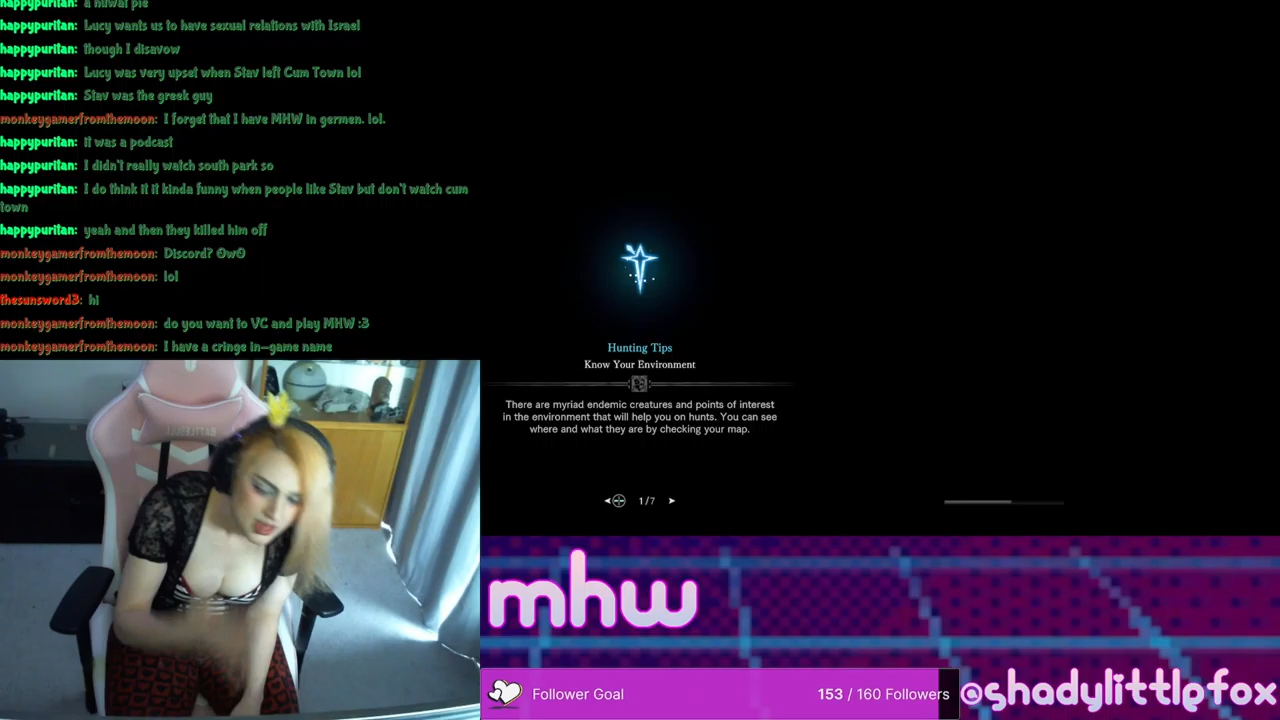 happypuritan: a nuwai pie
happypuritan: Lucy wants us to have sexual relations with Israel
happypuritan: though I disavow
happypuritan: Lucy was very upset when Stav left Cum Town lol
happypuritan: Stav was the greek guy
monkeygamerfromthemoon: I forget that I have MHW in germen. lol.
happypuritan: it was a podcast
happypuritan: I didn't really watch south park so
happypuritan: I do think it it kinda funny when people like Stav but don't watch cum
town
happypuritan: yeah and then they killed him off
monkeygamerfromthemoon: Discord? OwO
monkeygamerfromthemoon: lol
thesunsword3: hi
monkeygamerfromthemoon: do you want to VC and play MHW :3
monkeygamerfromthemoon: I have a cringe in-game name
Hunting Tips
Know Your Environment
There are myriad endemic creatures and points of interest
in the environment that will help you on hunts. You can see
where and what they are by checking your map.
1/7
mhw
Follower Goal
153 / 160 Followers
@shadylittlefox